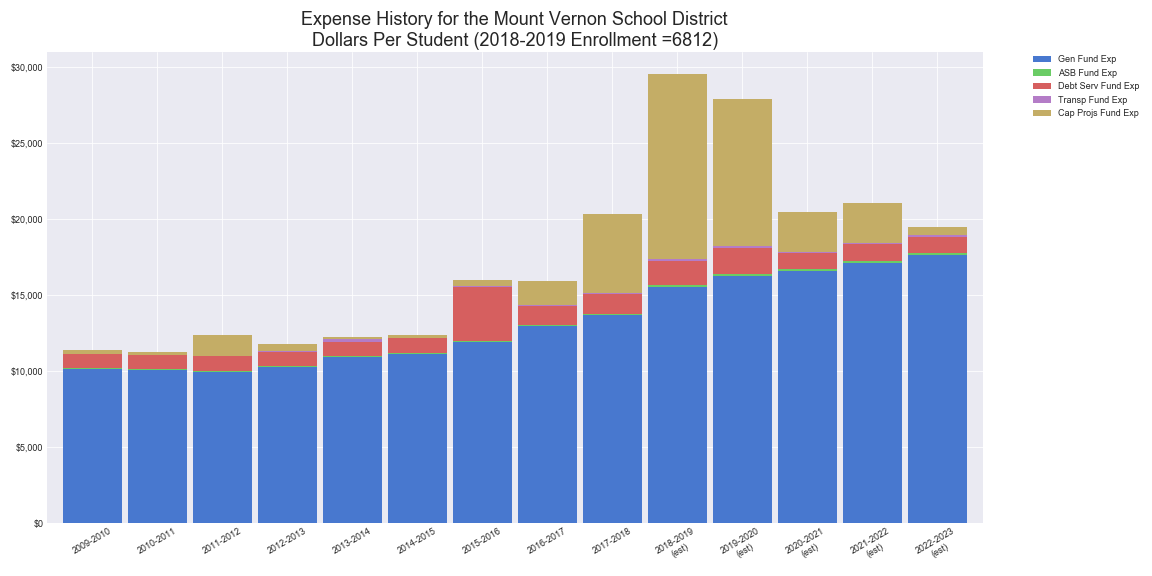 Expense History for the Mount Vernon School District
Dollars Per Student (2018-2019 Enrollment =6812)
$30,000
$25,000
$20,000
$15,000
$10,000
$5,000
$0
2009-2010
2010-2011
2011-2012
2012-2013
2013-2014
2014-2015
2015-2016
2016-2017
2017-2018
2018-2019
(est)
2019-2020
(est)
2020-2021
(est)
2021-2022
(est)
2022-2023
(est)
Gen Fund Exp
ASB Fund Exp
Debt Serv Fund Exp
Transp Fund Exp
Cap Projs Fund Exp